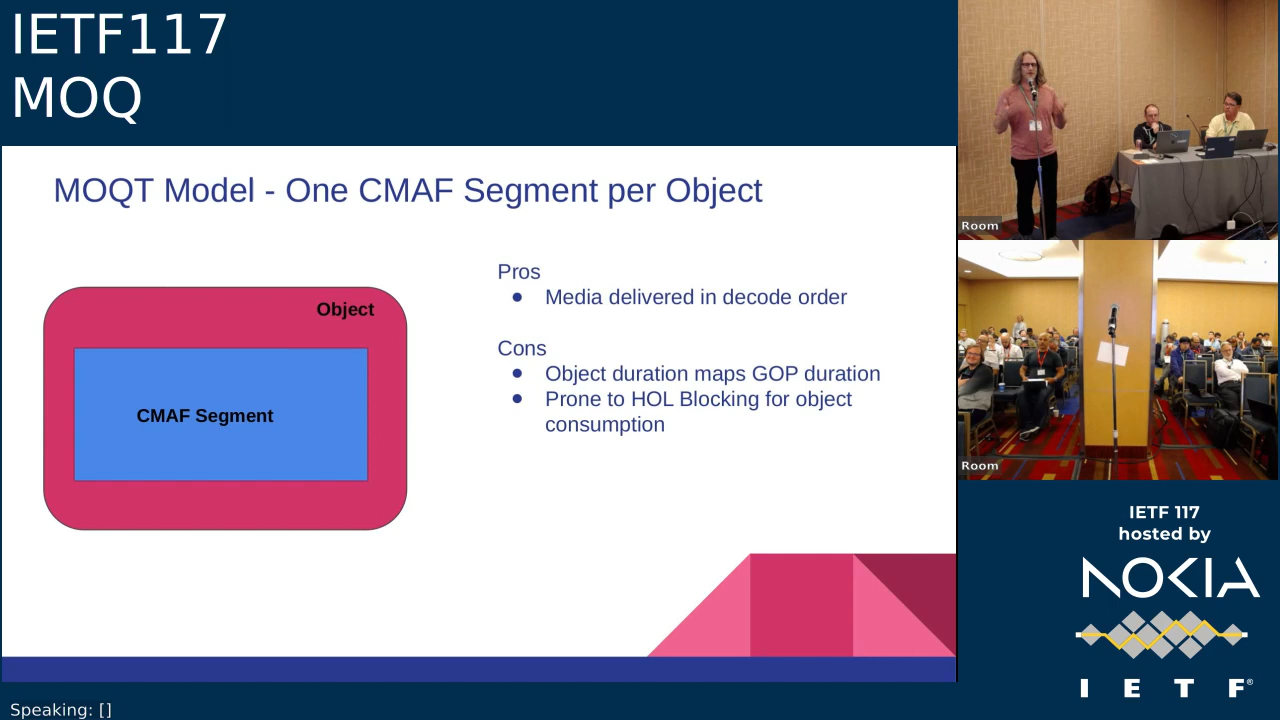 IETF117
MOQ
MOQT Model - One CMAF Segment per Object
Object
CMAF Segment
Pros
● Media delivered in decode order
Cons
● Object duration maps GOP duration
● Prone to HOL Blocking for object
consumption
Room
Room
IETF 117
hosted by
NOKIA
I E T F®
Speaking: []